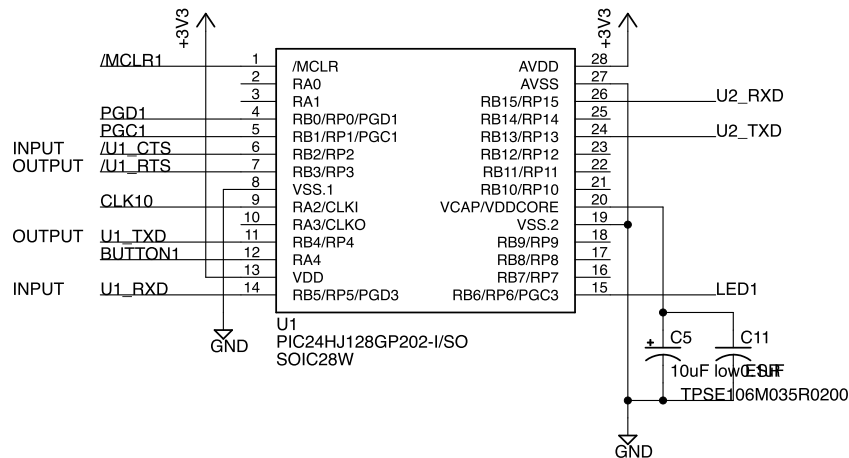 +3V3
+3V3
/MCLR1 1 /MCLR AVDD 28
2 RA0 AVSS 27
3 RA1 RB15/RP15 26 U2_RXD
PGD1 4 RB0/RP0/PGD1 RB14/RP14 25
PGC1 5 RB1/RP1/PGC1 RB13/RP13 24 U2_TXD
INPUT /U1_CTS 6 RB2/RP2 RB12/RP12 23
OUTPUT /U1_RTS 7 RB3/RP3 RB11/RP11 22
8 VSS.1 RB10/RP10 21
CLK10 9 RA2/CLKI VCAP/VDDCORE 20
10 RA3/CLKO VSS.2 19
OUTPUT U1_TXD 11 RB4/RP4 RB9/RP9 18
BUTTON1 12 RA4 RB8/RP8 17
13 VDD RB7/RP7 16
INPUT U1_RXD 14 RB5/RP5/PGD3 RB6/RP6/PGC3 15 LED1
U1
PIC24HJ128GP202-I/SO
SOIC28W
GND
+ C5 C11
10uF low ESR 0.1uF
TPSE106M035R0200
GND